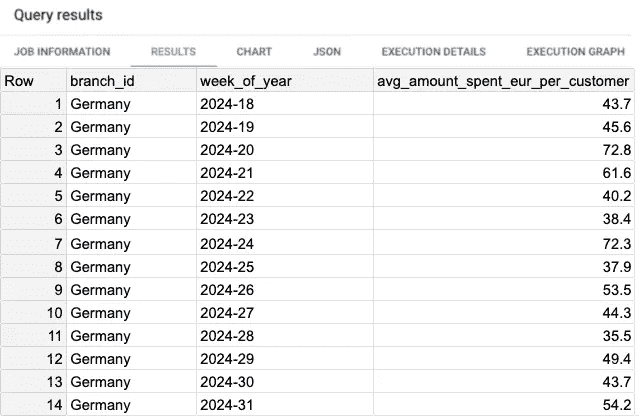 Query results
JOB INFORMATION RESULTS CHART JSON EXECUTION DETAILS EXECUTION GRAPH
Row branch_id week_of_year avg_amount_spent_eur_per_customer
1 Germany 2024-18 43.7
2 Germany 2024-19 45.6
3 Germany 2024-20 72.8
4 Germany 2024-21 61.6
5 Germany 2024-22 40.2
6 Germany 2024-23 38.4
7 Germany 2024-24 72.3
8 Germany 2024-25 37.9
9 Germany 2024-26 53.5
10 Germany 2024-27 44.3
11 Germany 2024-28 35.5
12 Germany 2024-29 49.4
13 Germany 2024-30 43.7
14 Germany 2024-31 54.2